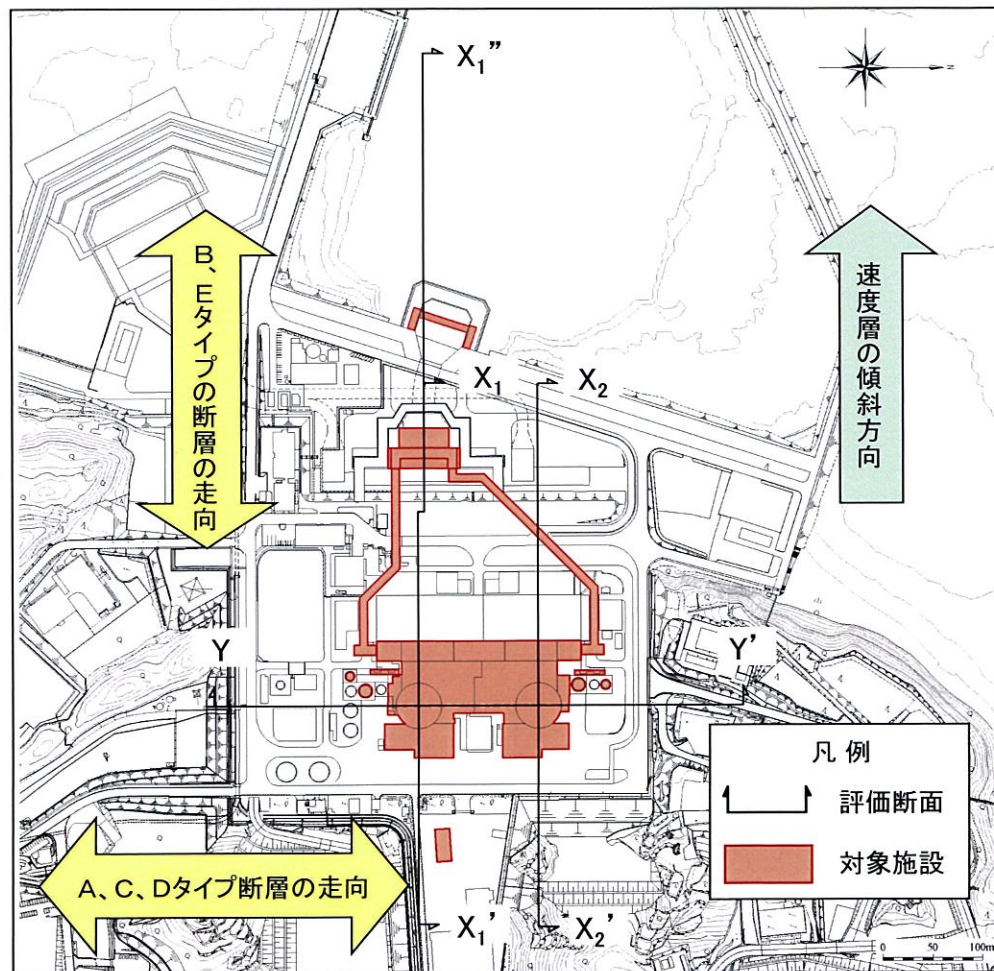 X₁”
N
B、Eタイプの断層の走向
速度層の傾斜方向
X₁
X₂
Y
Y’
凡例
評価断面
対象施設
A、C、Dタイプ断層の走向
X₁’
X₂’
0 50 100m